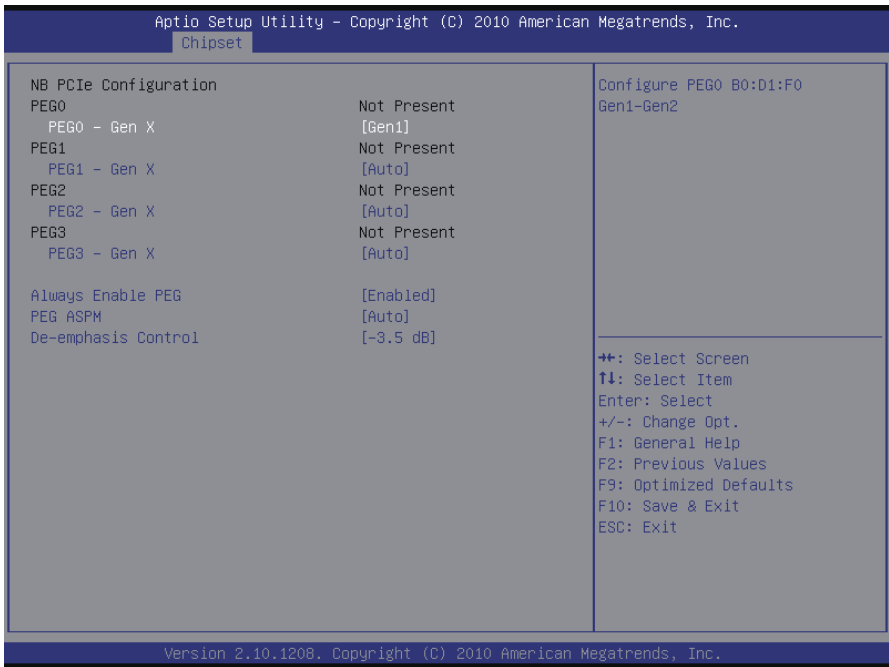 Aptio Setup Utility – Copyright (C) 2010 American Megatrends, Inc.
Chipset
NB PCIe Configuration
PEG0 Not Present
PEG0 – Gen X [Gen1]
PEG1 Not Present
PEG1 – Gen X [Auto]
PEG2 Not Present
PEG2 – Gen X [Auto]
PEG3 Not Present
PEG3 – Gen X [Auto]
Always Enable PEG [Enabled]
PEG ASPM [Auto]
De-emphasis Control [-3.5 dB]
Configure PEG0 B0:D1:F0
Gen1-Gen2
→←: Select Screen
↑↓: Select Item
Enter: Select
+/-: Change Opt.
F1: General Help
F2: Previous Values
F9: Optimized Defaults
F10: Save & Exit
ESC: Exit
Version 2.10.1208. Copyright (C) 2010 American Megatrends, Inc.